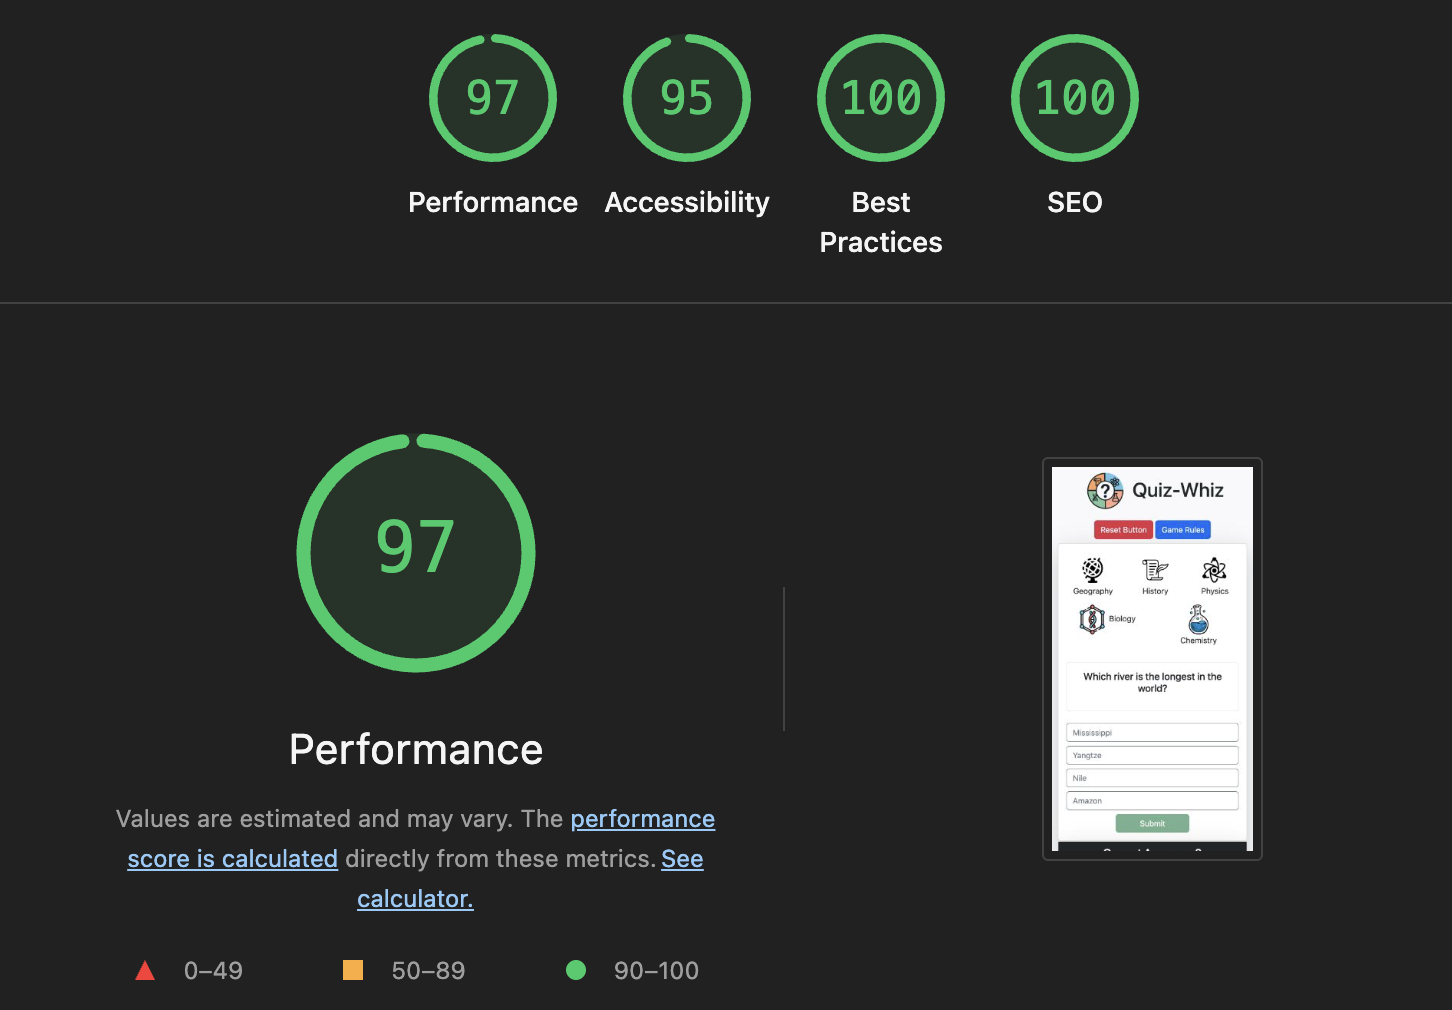 97
95
100
100
Performance
Accessibility
Best
Practices
SEO
97
Performance
Values are estimated and may vary. The performance
score is calculated directly from these metrics. See
calculator.
0–49
50–89
90–100
Quiz-Whiz
Reset Button
Game Rules
Geography
History
Physics
Biology
Chemistry
Which river is the longest in the
world?
Mississippi
Yangtze
Nile
Amazon
Submit